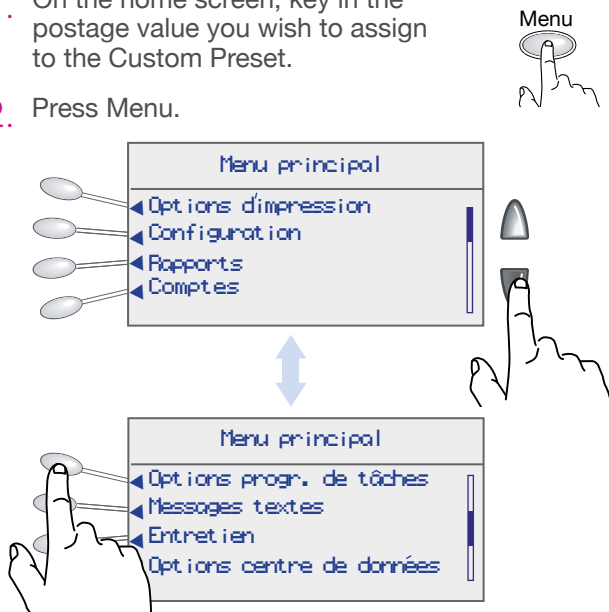 On the home screen, key in the
postage value you wish to assign
to the Custom Preset.
Menu
2. Press Menu.
Menu principal
Options d'impression
Configuration
Rapports
Comptes
Menu principal
Options progr. de tâches
Messages textes
Entretien
Options centre de données